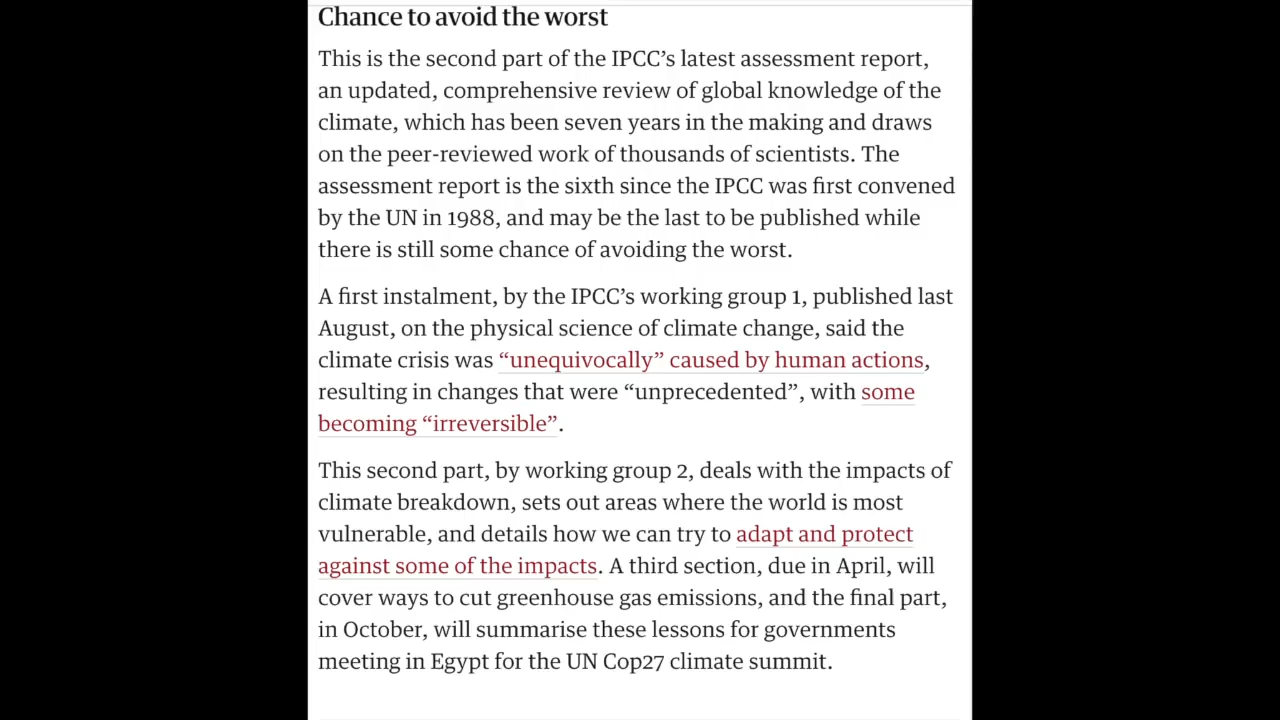 Chance to avoid the worst
This is the second part of the IPCC’s latest assessment report,
an updated, comprehensive review of global knowledge of the
climate, which has been seven years in the making and draws
on the peer-reviewed work of thousands of scientists. The
assessment report is the sixth since the IPCC was first convened
by the UN in 1988, and may be the last to be published while
there is still some chance of avoiding the worst.
A first instalment, by the IPCC’s working group 1, published last
August, on the physical science of climate change, said the
climate crisis was “unequivocally” caused by human actions,
resulting in changes that were “unprecedented”, with some
becoming “irreversible”.
This second part, by working group 2, deals with the impacts of
climate breakdown, sets out areas where the world is most
vulnerable, and details how we can try to adapt and protect
against some of the impacts. A third section, due in April, will
cover ways to cut greenhouse gas emissions, and the final part,
in October, will summarise these lessons for governments
meeting in Egypt for the UN Cop27 climate summit.